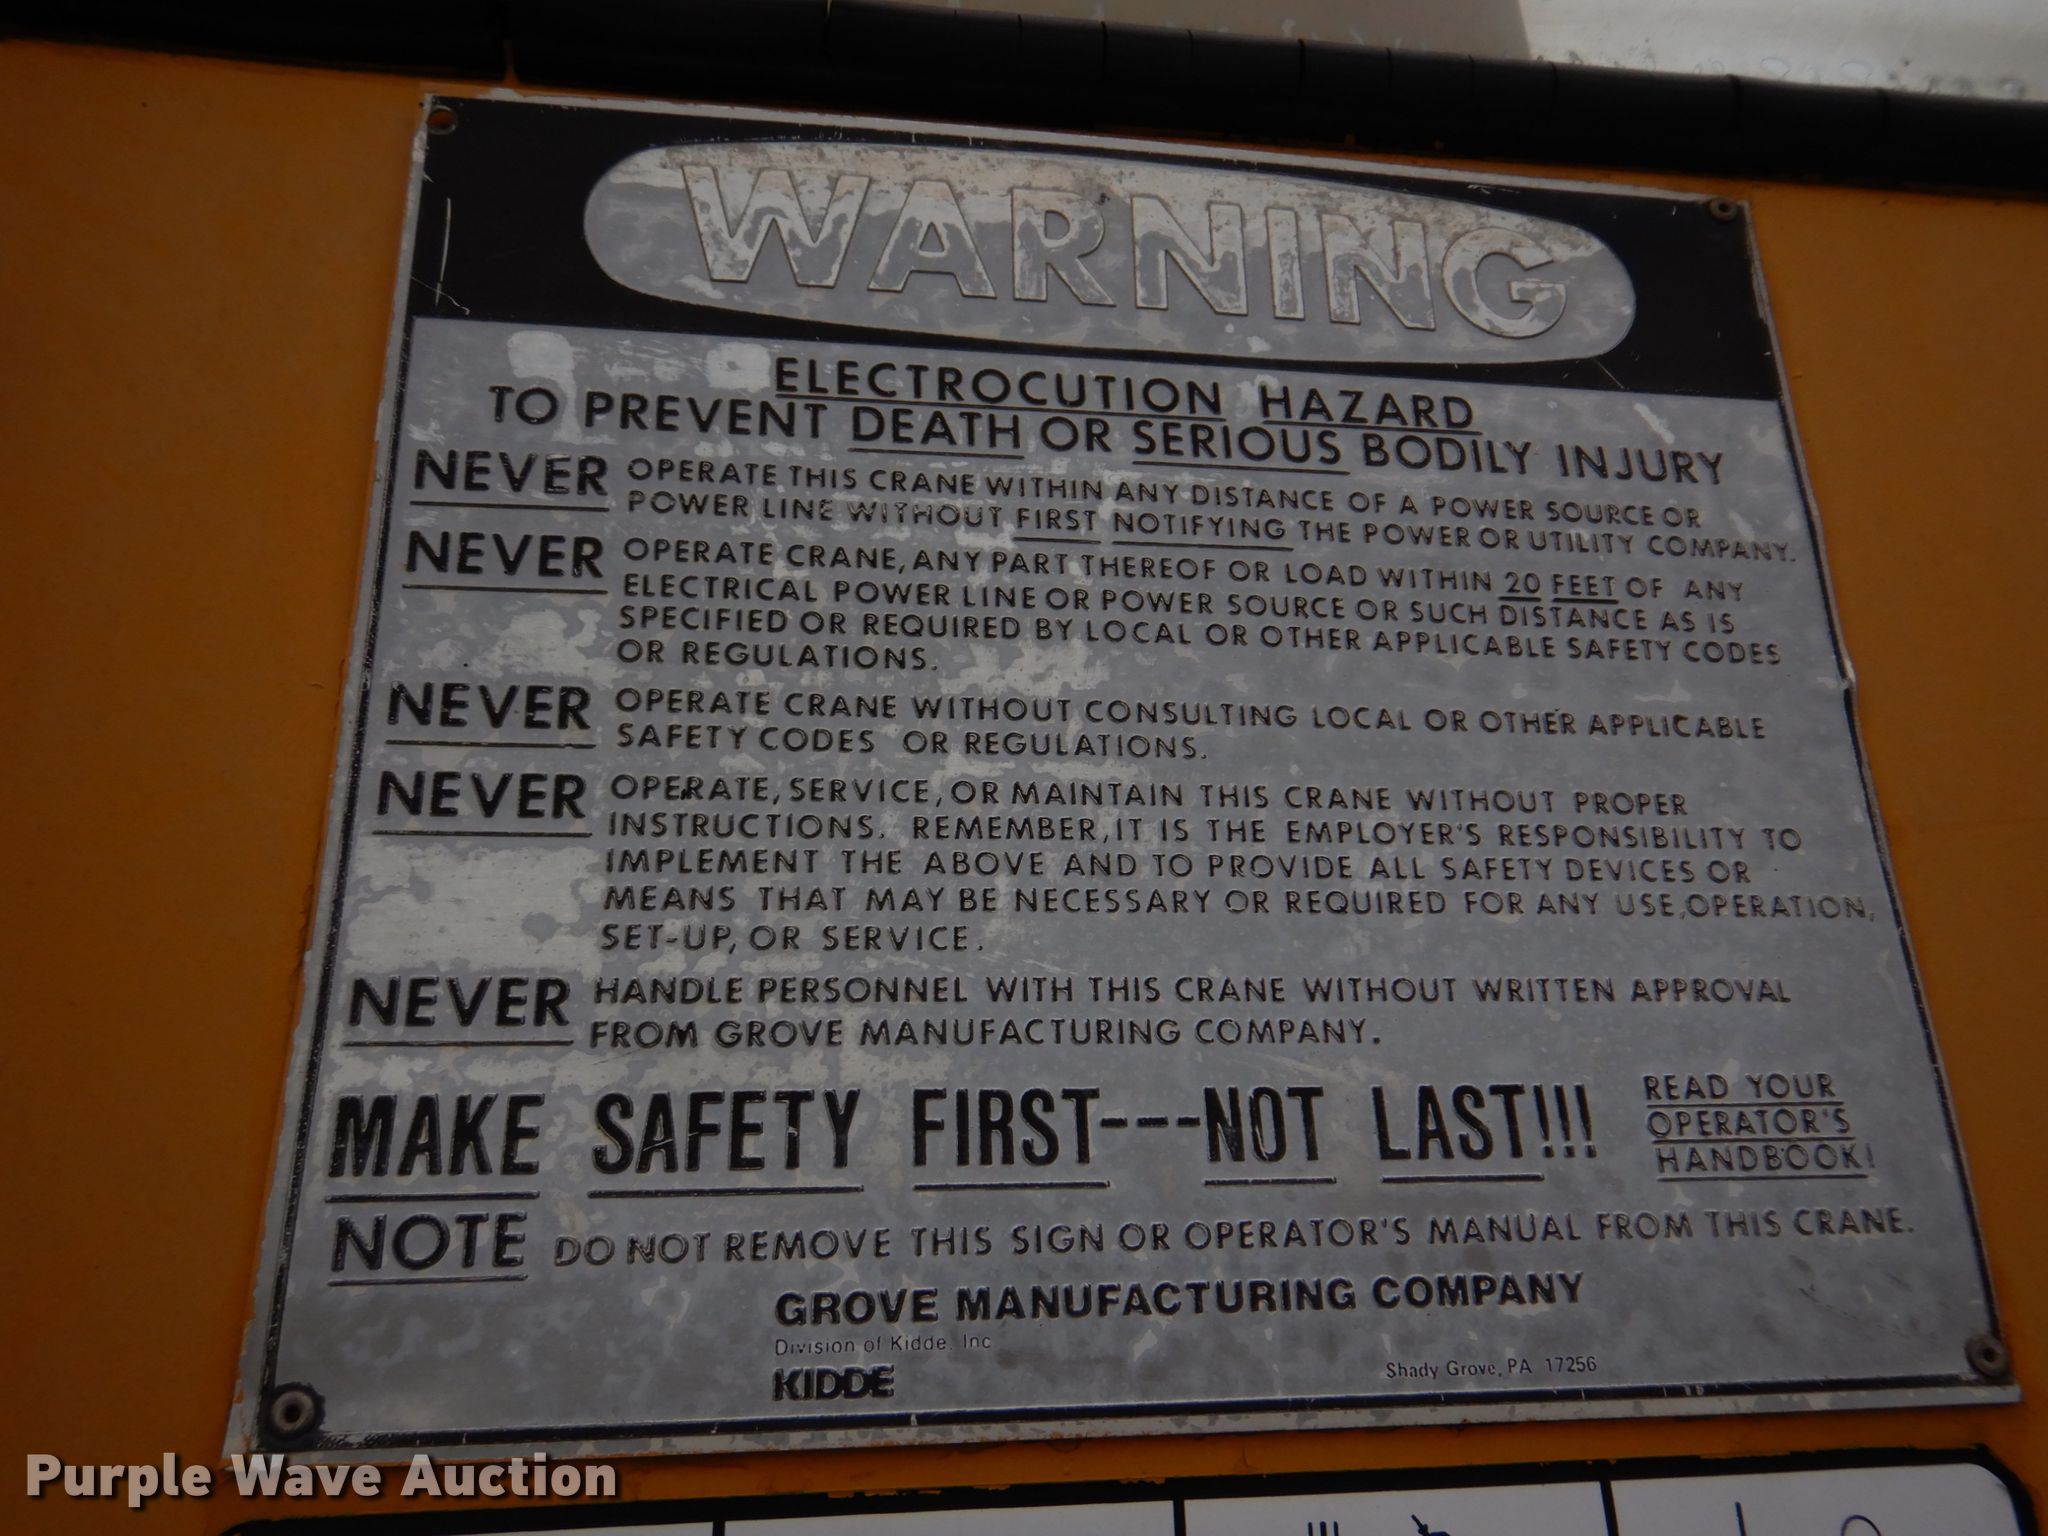 WARNING
ELECTROCUTION HAZARD
TO PREVENT DEATH OR SERIOUS BODILY INJURY
NEVER OPERATE THIS CRANE WITHIN ANY DISTANCE OF A POWER SOURCE OR
POWER LINE WITHOUT FIRST NOTIFYING THE POWER OR UTILITY COMPANY.
NEVER OPERATE CRANE, ANY PART THEREOF OR LOAD WITHIN 20 FEET OF ANY
ELECTRICAL POWER LINE OR POWER SOURCE OR SUCH DISTANCE AS IS
SPECIFIED OR REQUIRED BY LOCAL OR OTHER APPLICABLE SAFETY CODES
OR REGULATIONS.
NEVER OPERATE CRANE WITHOUT CONSULTING LOCAL OR OTHER APPLICABLE
SAFETY CODES OR REGULATIONS.
NEVER OPERATE, SERVICE, OR MAINTAIN THIS CRANE WITHOUT PROPER
INSTRUCTIONS. REMEMBER, IT IS THE EMPLOYER'S RESPONSIBILITY TO
IMPLEMENT THE ABOVE AND TO PROVIDE ALL SAFETY DEVICES OR
MEANS THAT MAY BE NECESSARY OR REQUIRED FOR ANY USE, OPERATION,
SET-UP, OR SERVICE.
NEVER HANDLE PERSONNEL WITH THIS CRANE WITHOUT WRITTEN APPROVAL
FROM GROVE MANUFACTURING COMPANY.
MAKE SAFETY FIRST---NOT LAST!!!
READ YOUR
OPERATOR'S
HANDBOOK!
NOTE DO NOT REMOVE THIS SIGN OR OPERATOR'S MANUAL FROM THIS CRANE.
GROVE MANUFACTURING COMPANY
Division of Kidde, Inc
KIDDE
Shady Grove, PA 17256
Purple Wave Auction